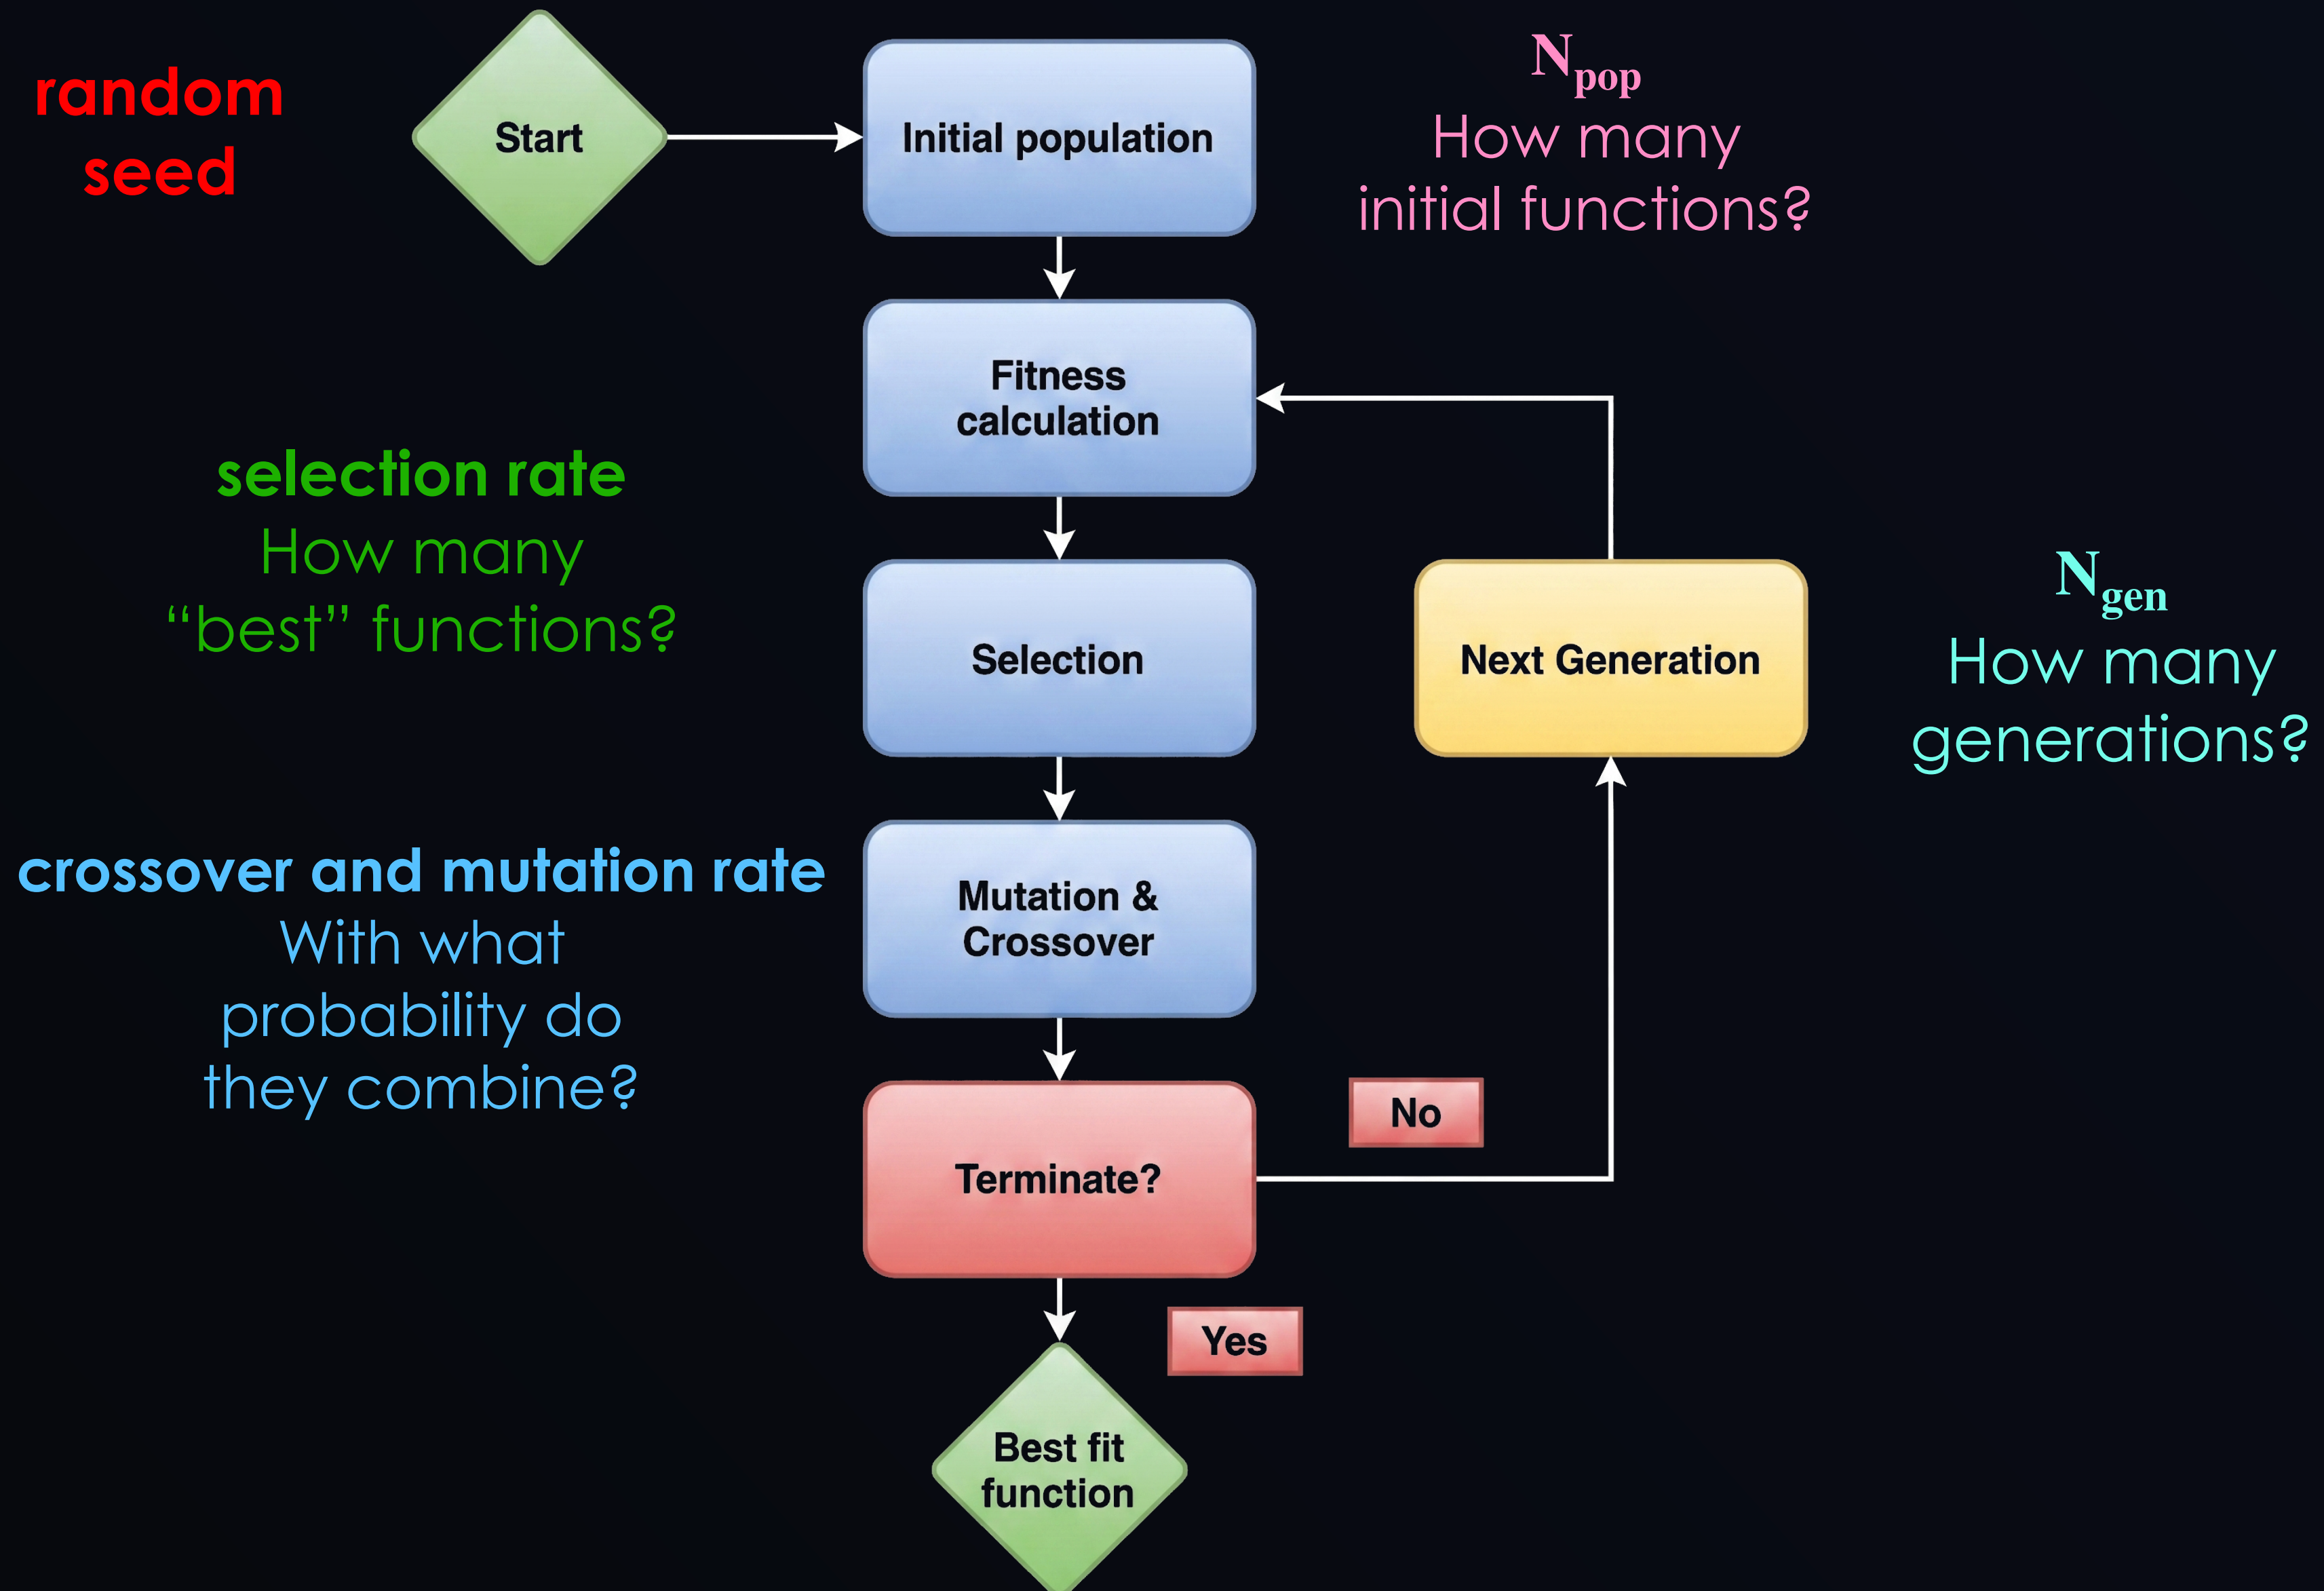 random
seed
Start
Initial population
N_pop
How many
initial functions?
Fitness
calculation
selection rate
How many
“best” functions?
Selection
Next Generation
N_gen
How many
generations?
crossover and mutation rate
With what
probability do
they combine?
Mutation &
Crossover
Terminate?
No
Yes
Best fit
function